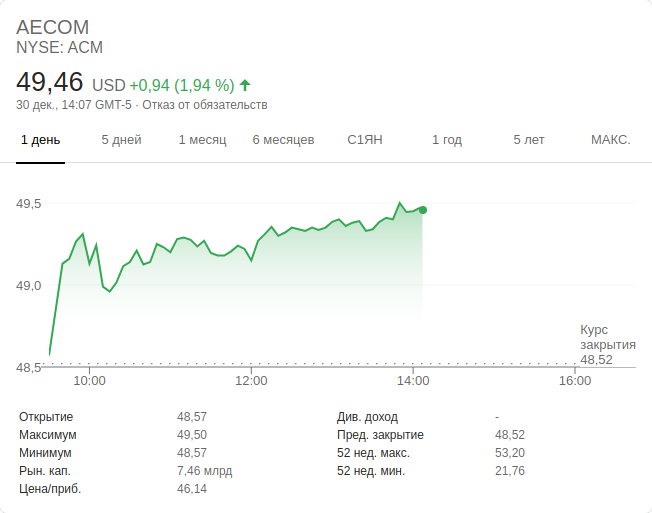 AECOM
NYSE: ACM
49,46 USD +0,94 (1,94 %)
30 дек., 14:07 GMT-5 · Отказ от обязательств
1 день 5 дней 1 месяц 6 месяцев С1ЯН 1 год 5 лет МАКС.
49,5
49,0
48,5
Курс
закрытия
48,52
10:00 12:00 14:00 16:00
Открытие 48,57 Див. доход -
Максимум 49,50 Пред. закрытие 48,52
Минимум 48,57 52 нед. макс. 53,20
Рын. кап. 7,46 млрд 52 нед. мин. 21,76
Цена/приб. 46,14